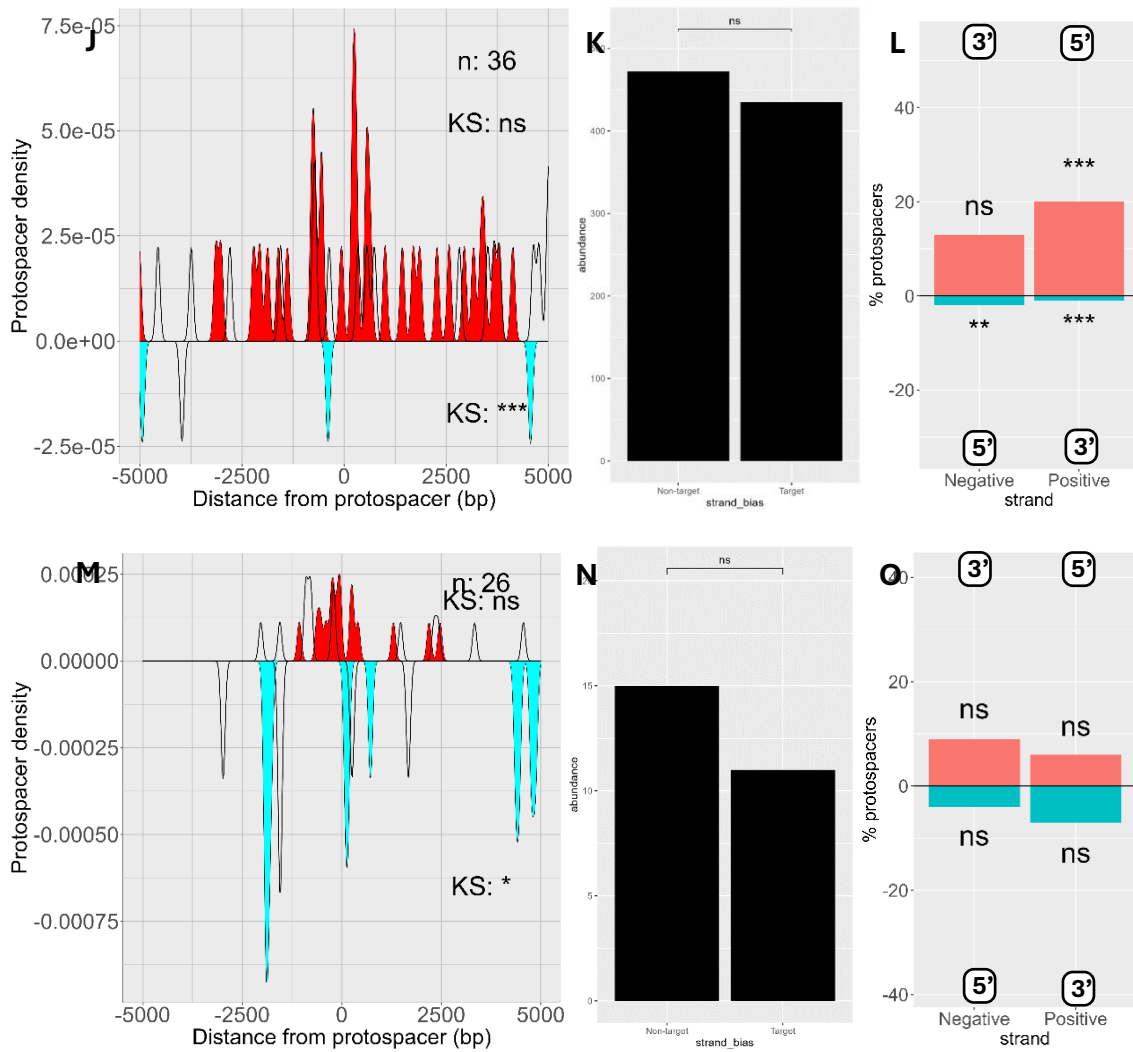 J
7.5e-05
5.0e-05
2.5e-05
0.0e+00
-2.5e-05
Protospacer density
n: 36
KS: ns
KS: ***
-5000 -2500 0 2500 5000
Distance from protospacer (bp)
K
ns
400
300
200
100
0
abundance
Non-target Target
strand_bias
L
3’ 5’
40
20
0
-20
% protospacers
ns ***
** ***
5’ 3’
Negative Positive
strand
M
0.00025
0.00000
-0.00025
-0.00050
-0.00075
Protospacer density
n: 26
KS: ns
KS: *
-5000 -2500 0 2500 5000
Distance from protospacer (bp)
N
ns
15
10
5
0
abundance
Non-target Target
strand_bias
O
3’ 5’
40
20
0
-20
-40
% protospacers
ns ns
ns ns
5’ 3’
Negative Positive
strand